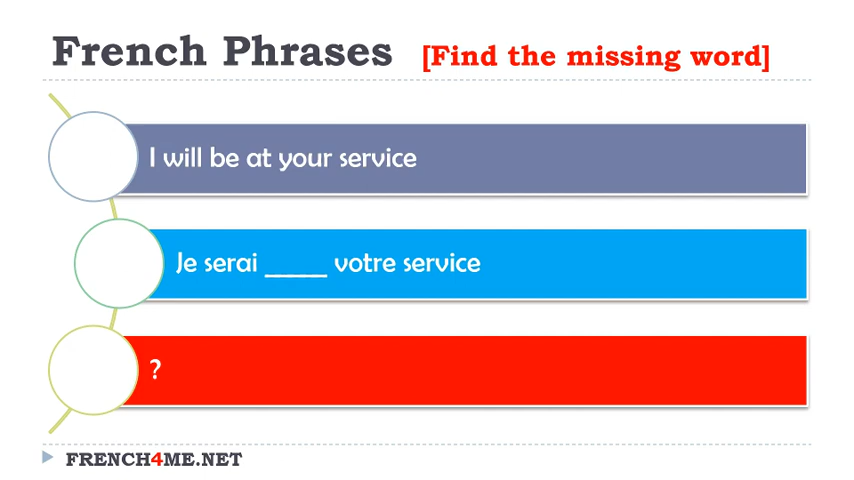 French Phrases [Find the missing word]
I will be at your service
Je serai _____ votre service
?
FRENCH4ME.NET